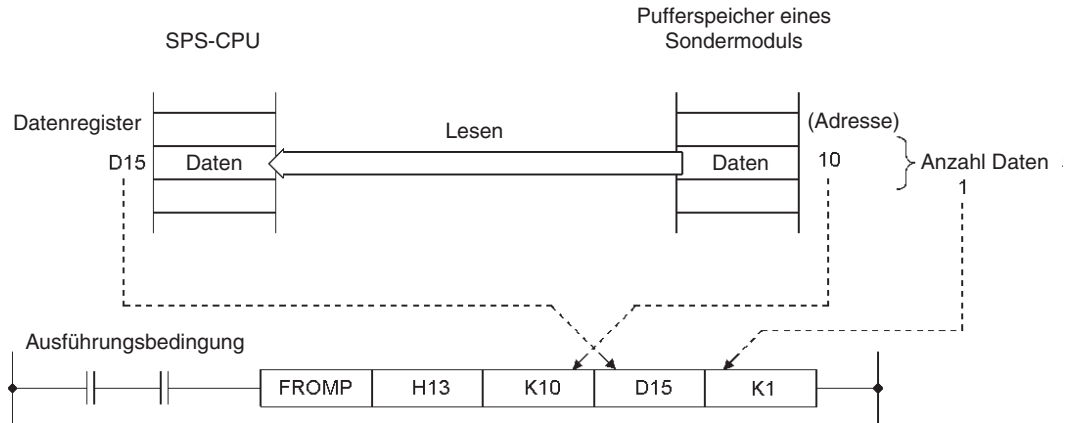 SPS-CPU
Pufferspeicher eines
Sondermoduls
Datenregister
Lesen
(Adresse)
D15
Daten
Daten
10
Anzahl Daten
1
Ausführungsbedingung
FROMP
H13
K10
D15
K1